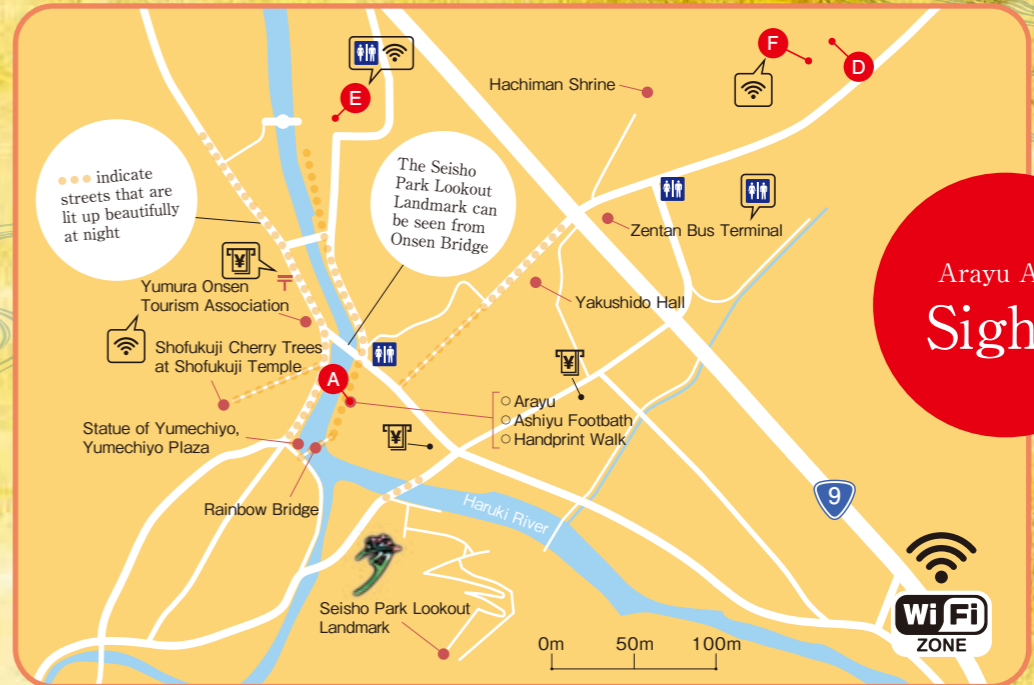 E
F
D
Hachiman Shrine
indicate
streets that are
lit up beautifully
at night
The Seisho
Park Lookout
Landmark can
be seen from
Onsen Bridge
Zentan Bus Terminal
¥
〒
Yumura Onsen
Tourism Association
Yakushido Hall
Arayu A
Sigh
Shofukuji Cherry Trees
at Shofukuji Temple
A
¥
○ Arayu
○ Ashiyu Footbath
○ Handprint Walk
Statue of Yumechiyo,
Yumechiyo Plaza
¥
Rainbow Bridge
Haruki River
9
Seisho Park Lookout
Landmark
0m 50m 100m
Wi Fi
ZONE